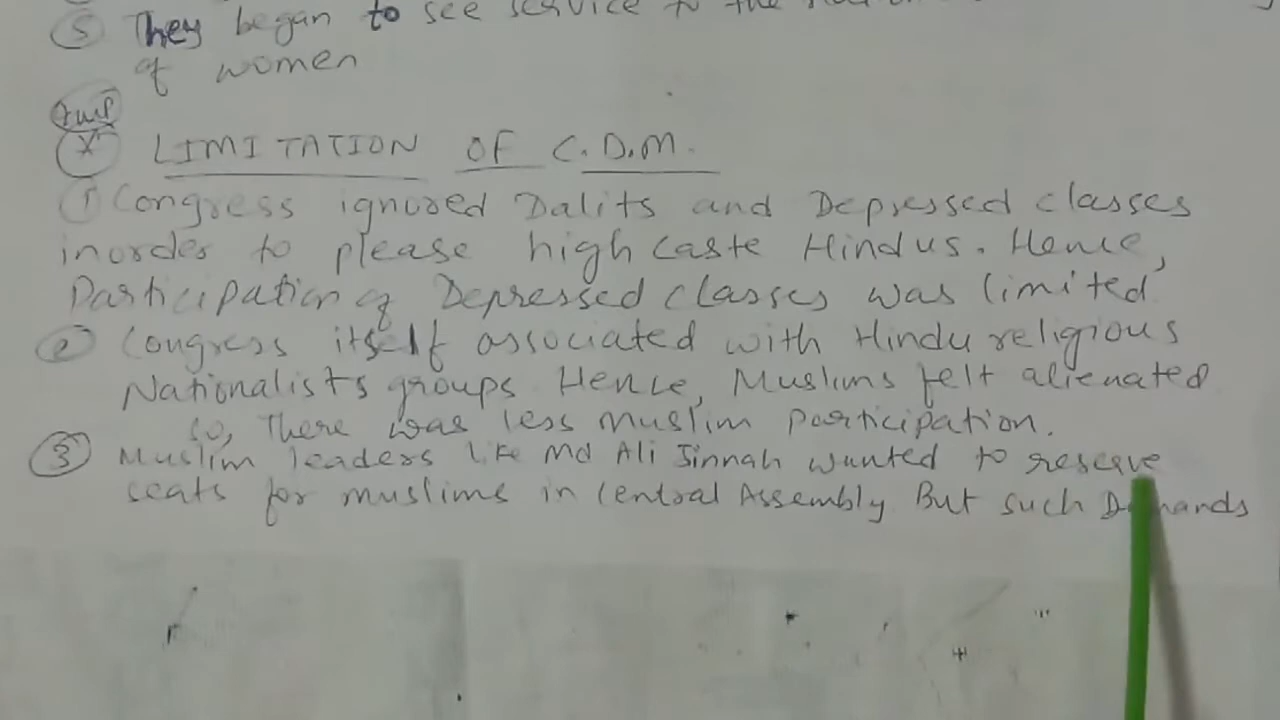 ⑤ They began to see service to the
of women
Imp
* LIMITATION OF C.D.M.
① Congress ignored Dalits and Depressed classes
inorder to please high caste Hindus. Hence,
Participation of Depressed classes was limited
② Congress itself associated with Hindu religious
Nationalists groups. Hence, Muslims felt alienated
so, There was less muslim participation.
③ Muslim leaders like Md Ali Jinnah wanted to reserve
seats for muslims in Central Assembly But such Demands